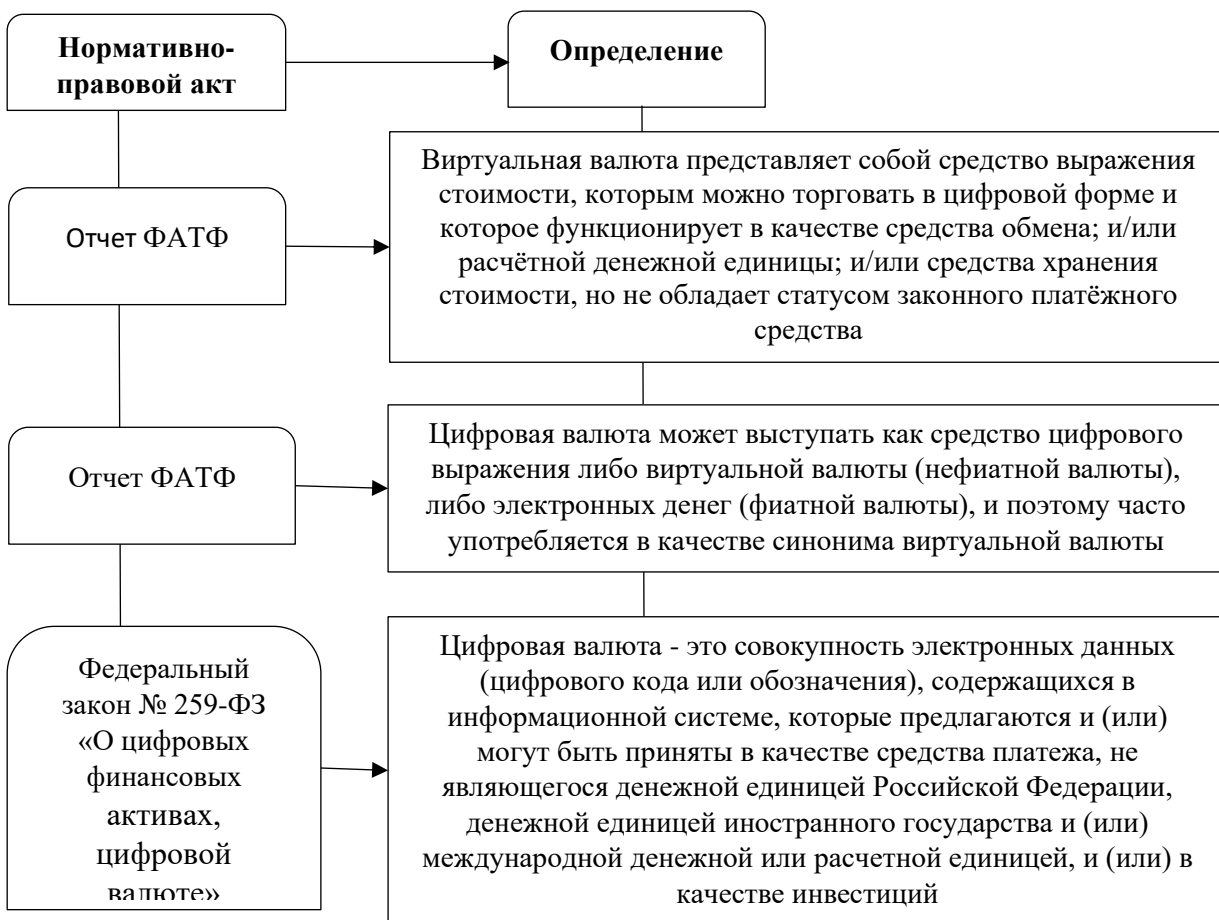 Нормативно-
правовой акт
Определение
Отчет ФАТФ
Виртуальная валюта представляет собой средство выражения
стоимости, которым можно торговать в цифровой форме и
которое функционирует в качестве средства обмена; и/или
расчётной денежной единицы; и/или средства хранения
стоимости, но не обладает статусом законного платёжного
средства
Отчет ФАТФ
Цифровая валюта может выступать как средство цифрового
выражения либо виртуальной валюты (нефиатной валюты),
либо электронных денег (фиатной валюты), и поэтому часто
употребляется в качестве синонима виртуальной валюты
Федеральный
закон № 259-ФЗ
«О цифровых
финансовых
активах,
цифровой
валюте»
Цифровая валюта - это совокупность электронных данных
(цифрового кода или обозначения), содержащихся в
информационной системе, которые предлагаются и (или)
могут быть приняты в качестве средства платежа, не
являющегося денежной единицей Российской Федерации,
денежной единицей иностранного государства и (или)
международной денежной или расчетной единицей, и (или) в
качестве инвестиций